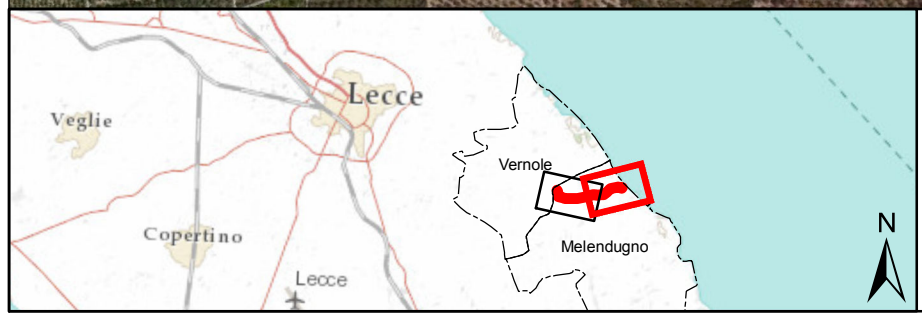 Lecce
Veglie
Vernole
Copertino
Melendugno
N
Lecce